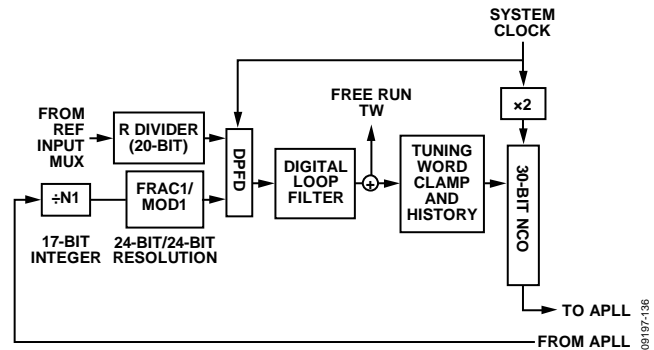 SYSTEM
CLOCK
FREE RUN
TW
×2
FROM
REF
INPUT
MUX
R DIVIDER
(20-BIT)
DPFD
DIGITAL
LOOP
FILTER
+
TUNING
WORD
CLAMP
AND
HISTORY
30-BIT NCO
÷N1
FRAC1/
MOD1
17-BIT
INTEGER
24-BIT/24-BIT
RESOLUTION
TO APLL
FROM APLL
09197-136